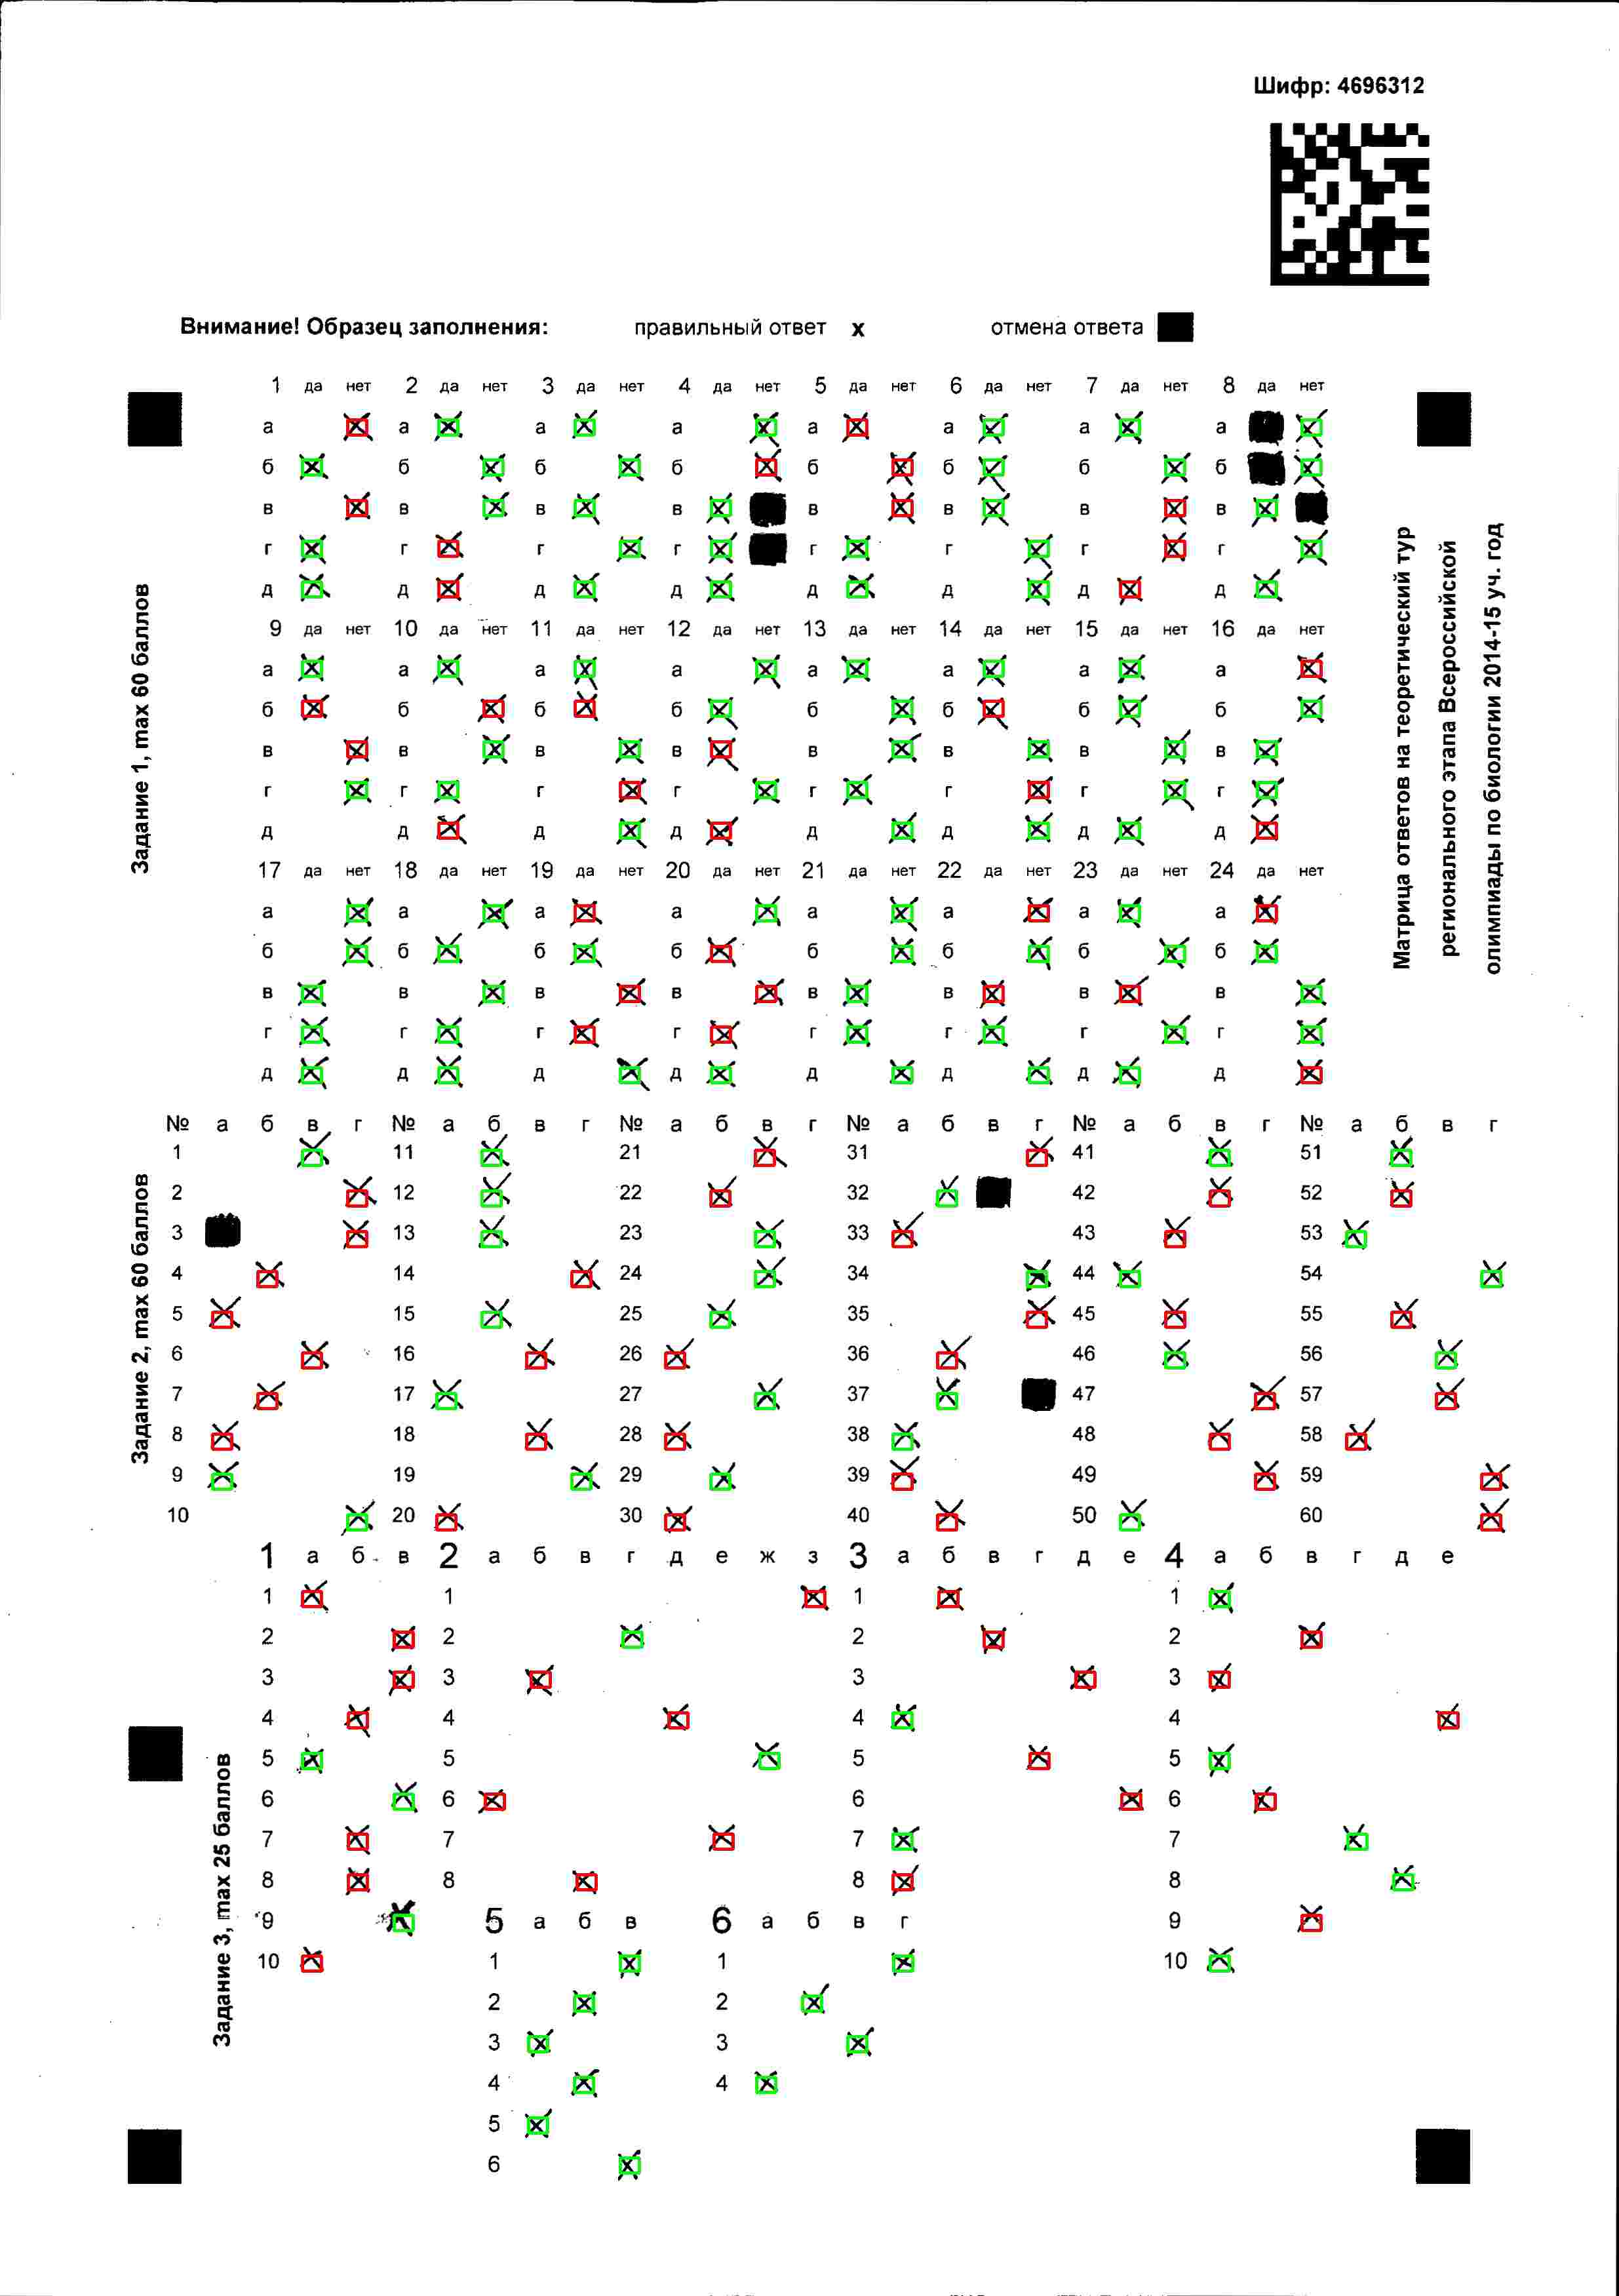 Шифр: 4696312
Внимание! Образец заполнения: правильный ответ x отмена ответа
1 да нет 2 да нет 3 да нет 4 да нет 5 да нет 6 да нет 7 да нет 8 да нет
а а а а а а а а
б б б б б б б б
в в в в в в в в
г г г г г г г г
д д д д д д д д
9 да нет 10 да нет 11 да нет 12 да нет 13 да нет 14 да нет 15 да нет 16 да нет
а а а а а а а а
б б б б б б б б
в в в в в в в в
г г г г г г г г
д д д д д д д д
17 да нет 18 да нет 19 да нет 20 да нет 21 да нет 22 да нет 23 да нет 24 да нет
а а а а а а а а
б б б б б б б б
в в в в в в в в
г г г г г г г г
д д д д д д д д
Задание 1, max 60 баллов
Матрица ответов на теоретический тур
регионального этапа Всероссийской
олимпиады по биологии 2014-15 уч. год
№ а б в г № а б в г № а б в г № а б в г № а б в г № а б в г
1 11 21 31 41 51
2 12 22 32 42 52
3 13 23 33 43 53
4 14 24 34 44 54
5 15 25 35 45 55
6 16 26 36 46 56
7 17 27 37 47 57
8 18 28 38 48 58
9 19 29 39 49 59
10 20 30 40 50 60
Задание 2, max 60 баллов
1 а б в 2 а б в г д е ж з 3 а б в г д е 4 а б в г д е
1 1 1 1
2 2 2 2
3 3 3 3
4 4 4 4
5 5 5 5
6 6 6 6
7 7 7 7
8 8 8 8
9 5 а б в 6 а б в г 9
10 1 1 10
2 2
3 3
4 4
5
6
Задание 3, max 25 баллов